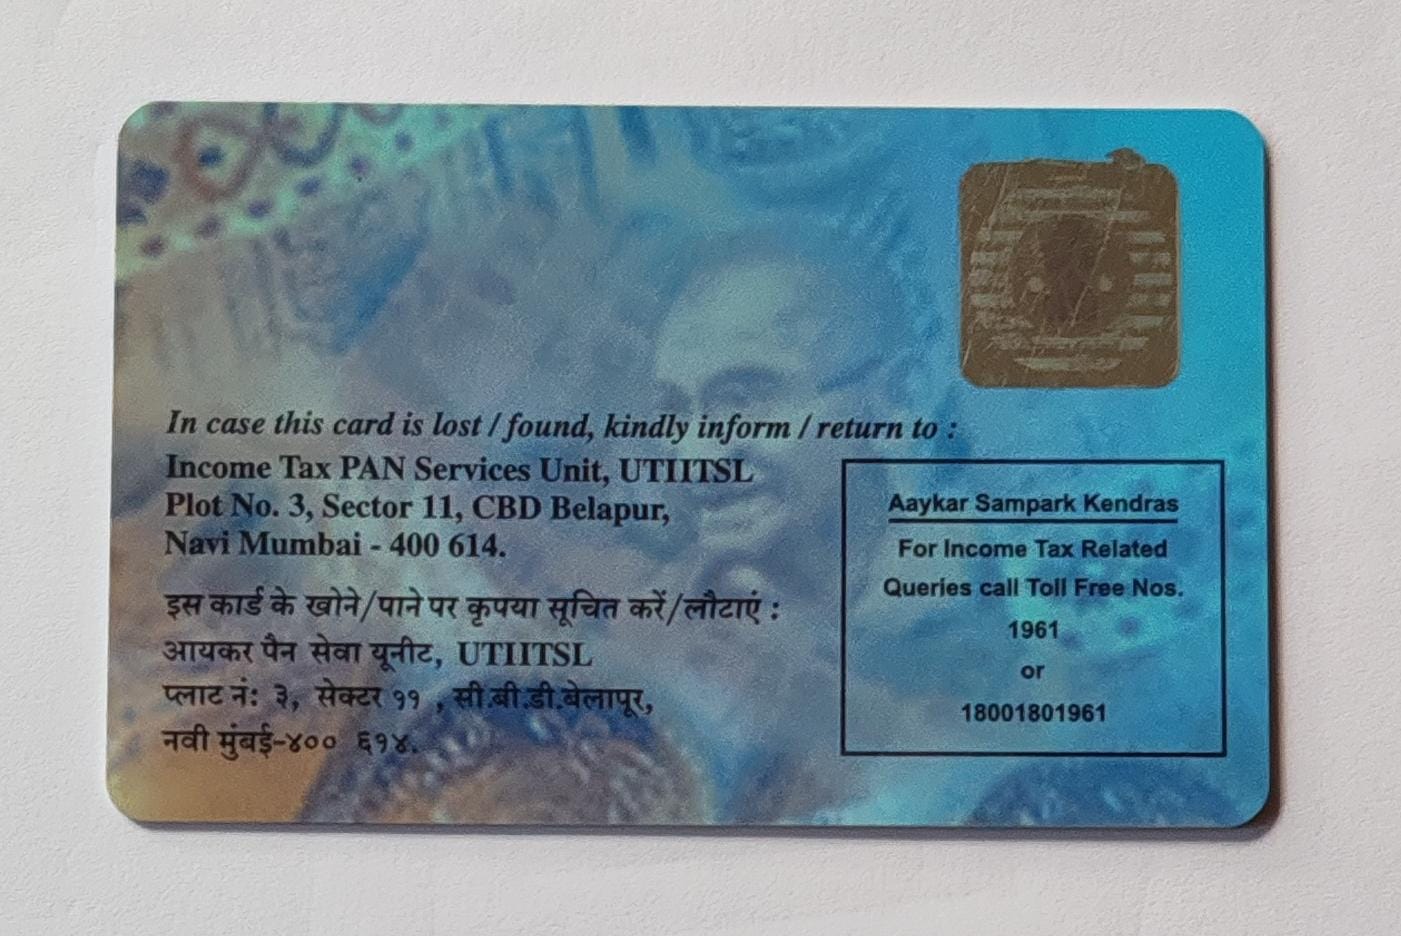 In case this card is lost / found, kindly inform / return to :
Income Tax PAN Services Unit, UTIITSL
Plot No. 3, Sector 11, CBD Belapur,
Navi Mumbai - 400 614.
इस कार्ड के खोने/पाने पर कृपया सूचित करें/लौटाएं :
आयकर पैन सेवा यूनीट, UTIITSL
प्लाट नं: ३, सेक्टर ११ , सी.बी.डी.बेलापूर,
नवी मुंबई-४०० ६१४.
Aaykar Sampark Kendras
For Income Tax Related
Queries call Toll Free Nos.
1961
or
18001801961